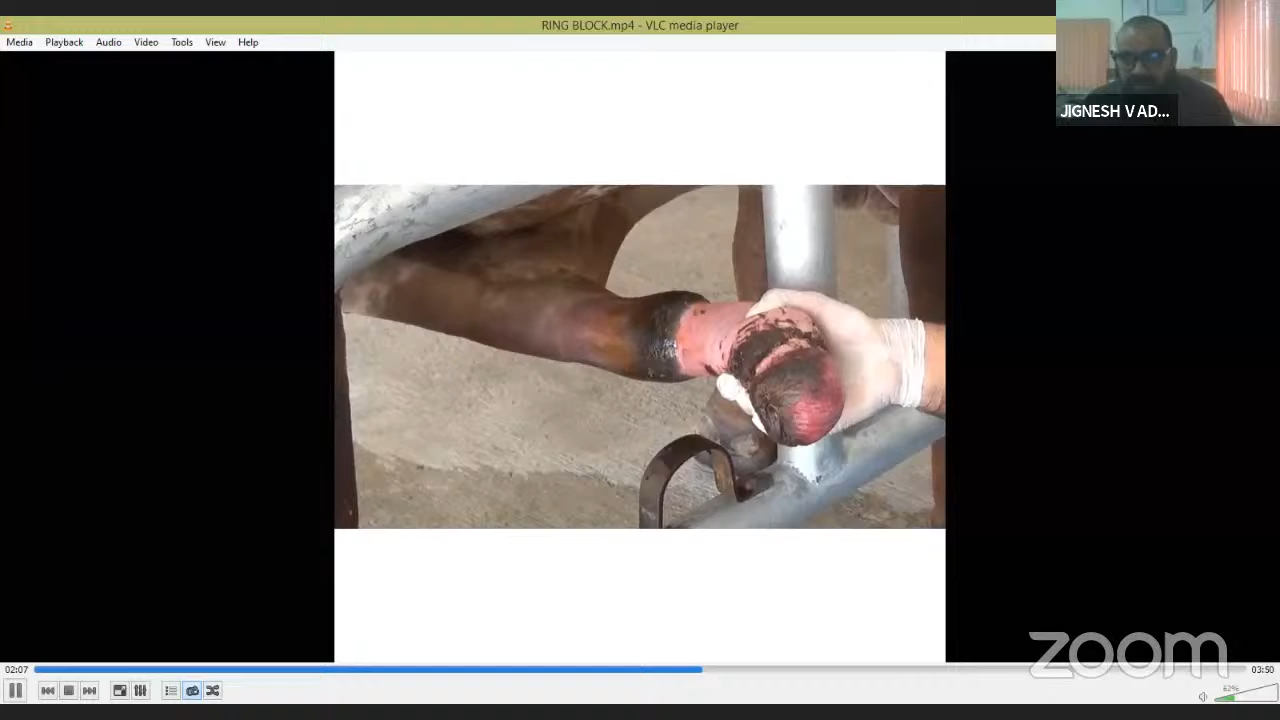 RING BLOCK.mp4 - VLC media player
Media Playback Audio Video Tools View Help
JIGNESH V AD...
zoom
02:07
03:50
82%